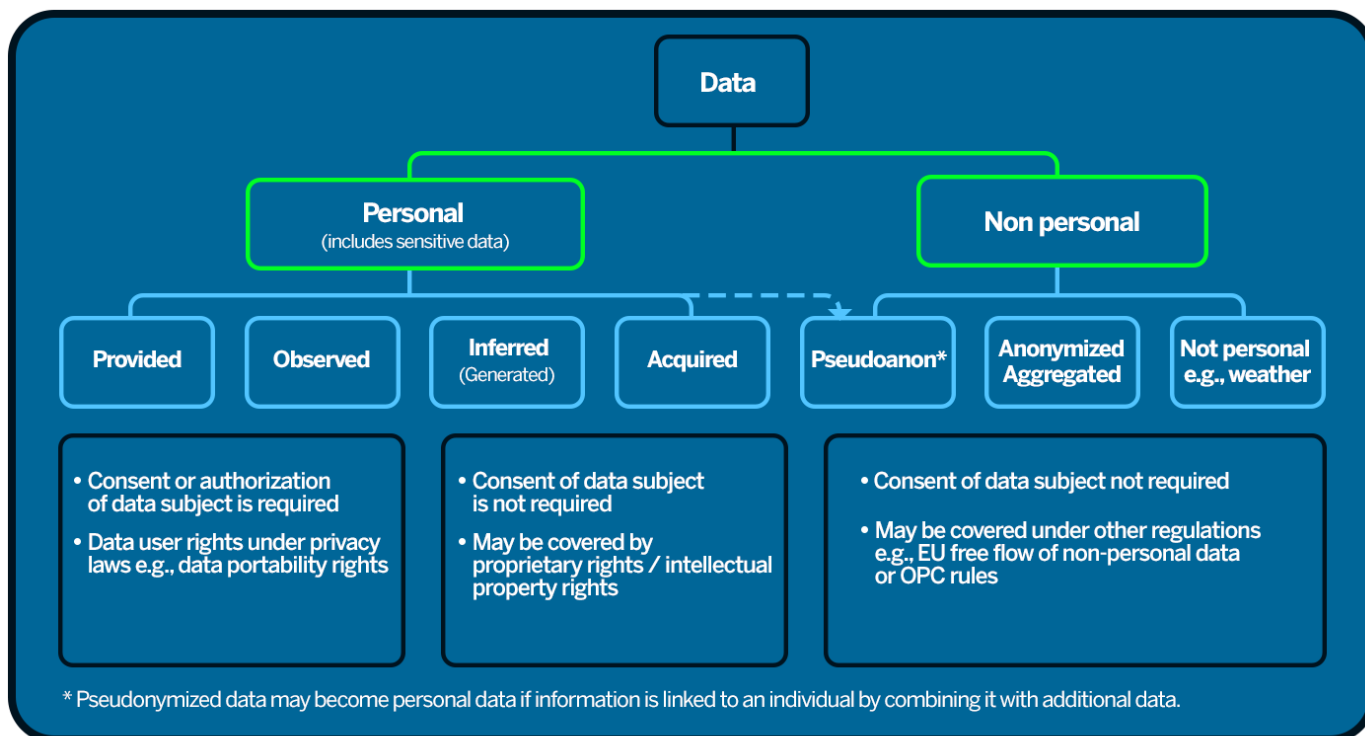 Data
Personal
(includes sensitive data)
Non personal
Provided
Observed
Inferred
(Generated)
Acquired
Pseudoanon*
Anonymized
Aggregated
Not personal
e.g., weather
• Consent or authorization
of data subject is required
• Data user rights under privacy
laws e.g., data portability rights
• Consent of data subject
is not required
• May be covered by
proprietary rights / intellectual
property rights
• Consent of data subject not required
• May be covered under other regulations
e.g., EU free flow of non-personal data
or OPC rules
* Pseudonymized data may become personal data if information is linked to an individual by combining it with additional data.